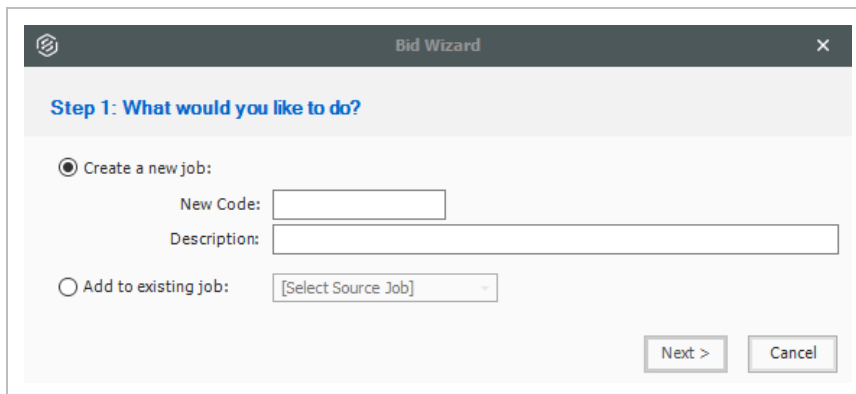 Bid Wizard
Step 1: What would you like to do?
Create a new job:
New Code:
Description:
Add to existing job: [Select Source Job]
Next > Cancel